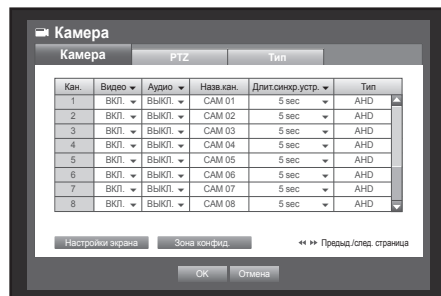 Камера
Камера PTZ Тип
Кан. Видео Аудио Назв.кан. Длит.синхр.устр. Тип
1 ВКЛ. ВЫКЛ. CAM 01 5 sec AHD
2 ВКЛ. ВЫКЛ. CAM 02 5 sec AHD
3 ВКЛ. ВЫКЛ. CAM 03 5 sec AHD
4 ВКЛ. ВЫКЛ. CAM 04 5 sec AHD
5 ВКЛ. ВЫКЛ. CAM 05 5 sec AHD
6 ВКЛ. ВЫКЛ. CAM 06 5 sec AHD
7 ВКЛ. ВЫКЛ. CAM 07 5 sec AHD
8 ВКЛ. ВЫКЛ. CAM 08 5 sec AHD
Настройки экрана Зона конфид. Предыд./след. страница
OK Отмена